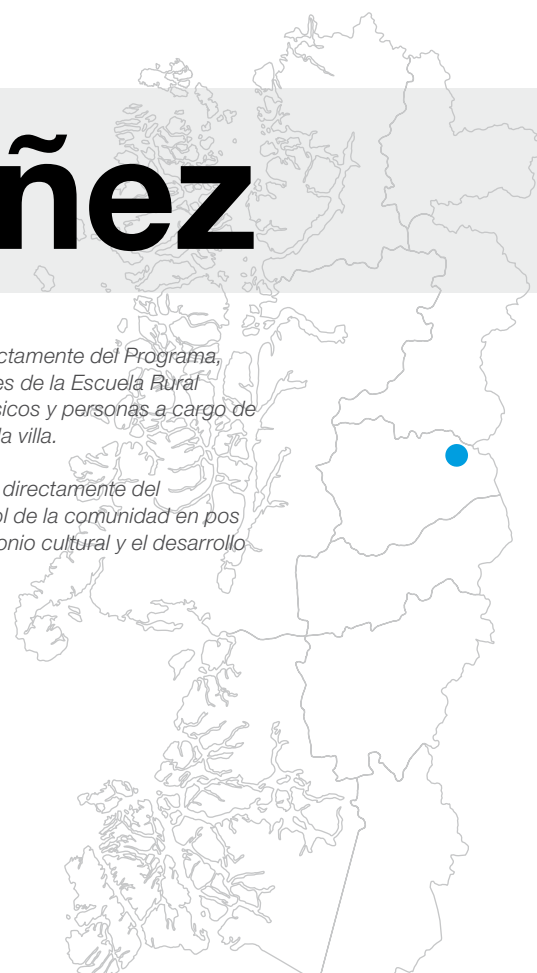 ñez
ctamente del Programa,
es de la Escuela Rural
sicos y personas a cargo de
la villa.
directamente del
ol de la comunidad en pos
onio cultural y el desarrollo